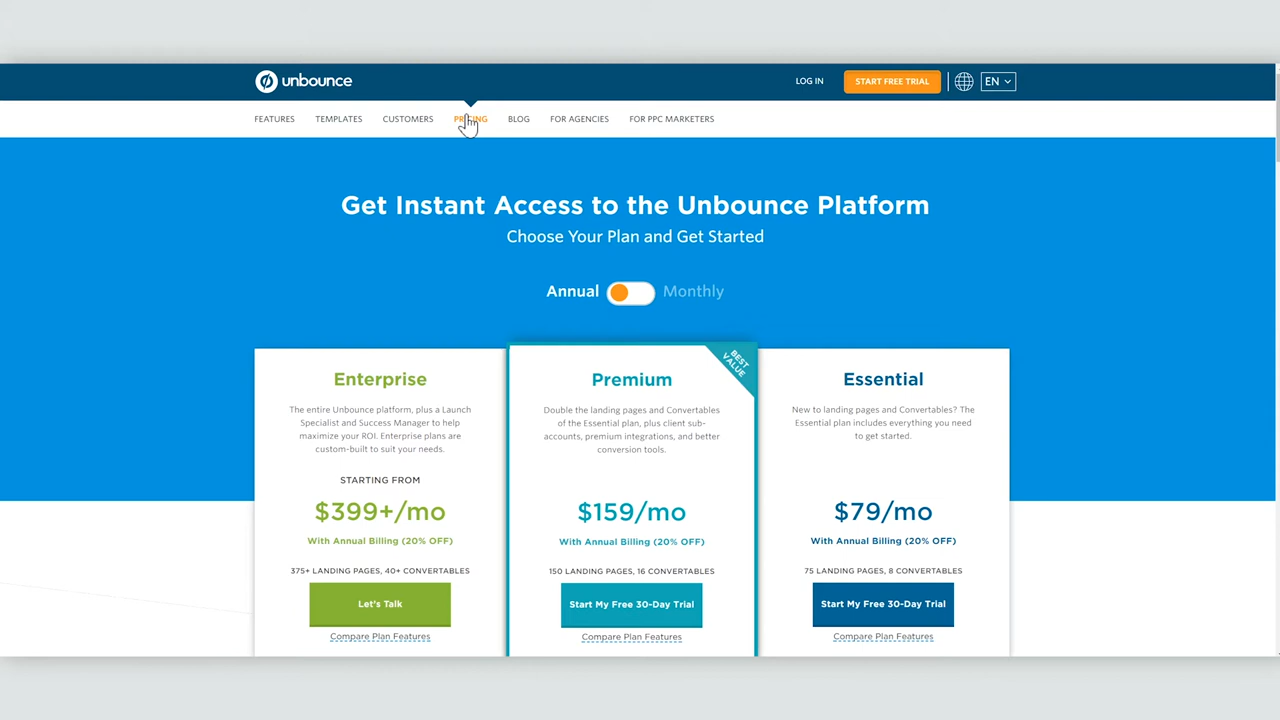 unbounce
LOG IN
START FREE TRIAL
EN
FEATURES
TEMPLATES
CUSTOMERS
PRICING
BLOG
FOR AGENCIES
FOR PPC MARKETERS
Get Instant Access to the Unbounce Platform
Choose Your Plan and Get Started
Annual
Monthly
Enterprise
The entire Unbounce platform, plus a Launch
Specialist and Success Manager to help
maximize your ROI. Enterprise plans are
custom-built to suit your needs.
STARTING FROM
$399+/mo
With Annual Billing (20% OFF)
375+ LANDING PAGES, 40+ CONVERTABLES
Let's Talk
Compare Plan Features
BEST
VALUE
Premium
Double the landing pages and Convertables
of the Essential plan, plus client sub-
accounts, premium integrations, and better
conversion tools.
$159/mo
With Annual Billing (20% OFF)
150 LANDING PAGES, 16 CONVERTABLES
Start My Free 30-Day Trial
Compare Plan Features
Essential
New to landing pages and Convertables? The
Essential plan includes everything you need
to get started.
$79/mo
With Annual Billing (20% OFF)
75 LANDING PAGES, 8 CONVERTABLES
Start My Free 30-Day Trial
Compare Plan Features